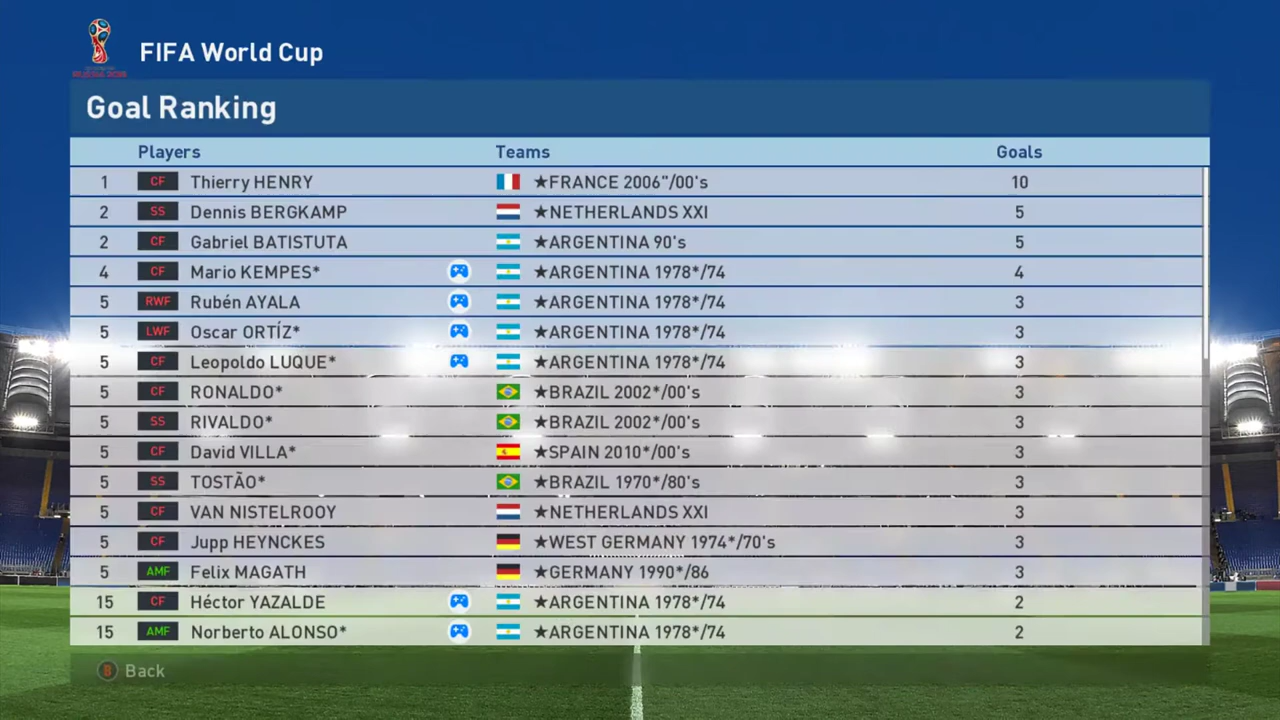 FIFA World Cup
Goal Ranking
Players Teams Goals
1 CF Thierry HENRY ★FRANCE 2006"/00's 10
2 SS Dennis BERGKAMP ★NETHERLANDS XXI 5
2 CF Gabriel BATISTUTA ★ARGENTINA 90's 5
4 CF Mario KEMPES* ★ARGENTINA 1978*/74 4
5 RWF Rubén AYALA ★ARGENTINA 1978*/74 3
5 LWF Oscar ORTÍZ* ★ARGENTINA 1978*/74 3
5 CF Leopoldo LUQUE* ★ARGENTINA 1978*/74 3
5 CF RONALDO* ★BRAZIL 2002*/00's 3
5 SS RIVALDO* ★BRAZIL 2002*/00's 3
5 CF David VILLA* ★SPAIN 2010*/00's 3
5 SS TOSTÃO* ★BRAZIL 1970*/80's 3
5 CF VAN NISTELROOY ★NETHERLANDS XXI 3
5 CF Jupp HEYNCKES ★WEST GERMANY 1974*/70's 3
5 AMF Felix MAGATH ★GERMANY 1990*/86 3
15 CF Héctor YAZALDE ★ARGENTINA 1978*/74 2
15 AMF Norberto ALONSO* ★ARGENTINA 1978*/74 2
B Back